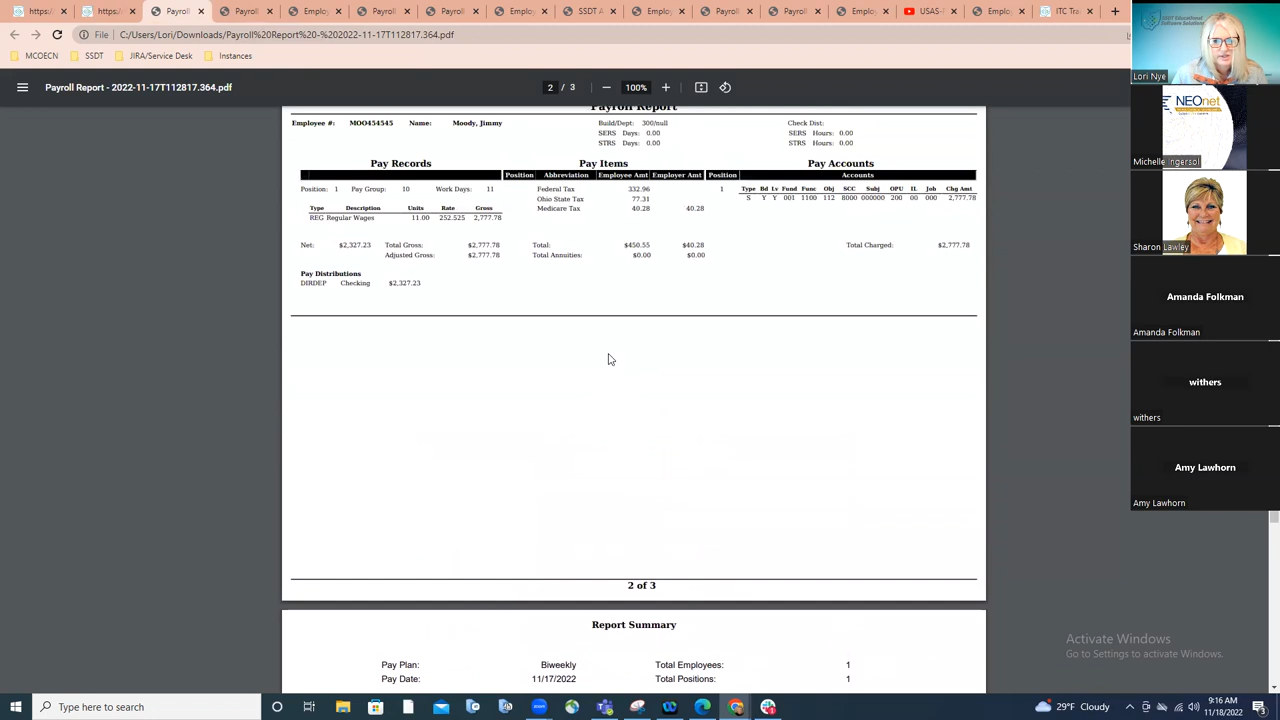 Employ
Emplo
Emplo
Emplo
SSDT A
Emplo
Emplo
Emplo
USAS-
SSDT
Emplo
ITC Tra
File | C:/Users/Lori/Do
/Payroll%20Report%20-%202022-11-17T112817.364.pdf
MCOECN
SSDT
JIRA/Service Desk
Instances
Payroll Report - 2022-11-17T112817.364.pdf
2 / 3
100%
Payroll Report
Employee #: MOO454545 Name: Moody, Jimmy
Build/Dept: 300/null
Check Dist:
SERS Days: 0.00
SERS Hours: 0.00
STRS Days: 0.00
STRS Hours: 0.00
Pay Records
Pay Items
Pay Accounts
Position Abbreviation Employee Amt Employer Amt Position Accounts
Position: 1 Pay Group: 10 Work Days: 11
Type Description Units Rate Gross
REG Regular Wages 11.00 252.525 2,777.78
Federal Tax 332.96
Ohio State Tax 77.31
Medicare Tax 40.28 40.28
Type Bd Lv Fund Func Obj SCC Subj OPU IL Job Chg Amt
1 S Y Y 001 1100 112 8000 000000 200 00 000 2,777.78
Net: $2,327.23 Total Gross: $2,777.78
Adjusted Gross: $2,777.78
Total: $450.55 $40.28
Total Annuities: $0.00 $0.00
Total Charged: $2,777.78
Pay Distributions
DIRDEP Checking $2,327.23
2 of 3
Report Summary
Pay Plan: Biweekly
Total Employees: 1
Pay Date: 11/17/2022
Total Positions: 1
SSDT Educational
Software Solutions
Lori Nye
NEOnet
Michelle Ingersol
Sharon Lawley
Amanda Folkman
Amanda Folkman
withers
withers
Amy Lawhorn
Amy Lawhorn
Activate Windows
Go to Settings to activate Windows.
Type here to search
29°F Cloudy
9:16 AM
11/18/2022
3